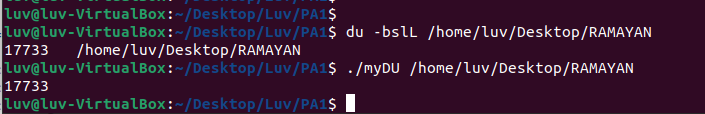 luv@luv-VirtualBox:~/Desktop/Luv/PA1$
luv@luv-VirtualBox:~/Desktop/Luv/PA1$ du -bslL /home/luv/Desktop/RAMAYAN
17733 /home/luv/Desktop/RAMAYAN
luv@luv-VirtualBox:~/Desktop/Luv/PA1$ ./myDU /home/luv/Desktop/RAMAYAN
17733
luv@luv-VirtualBox:~/Desktop/Luv/PA1$